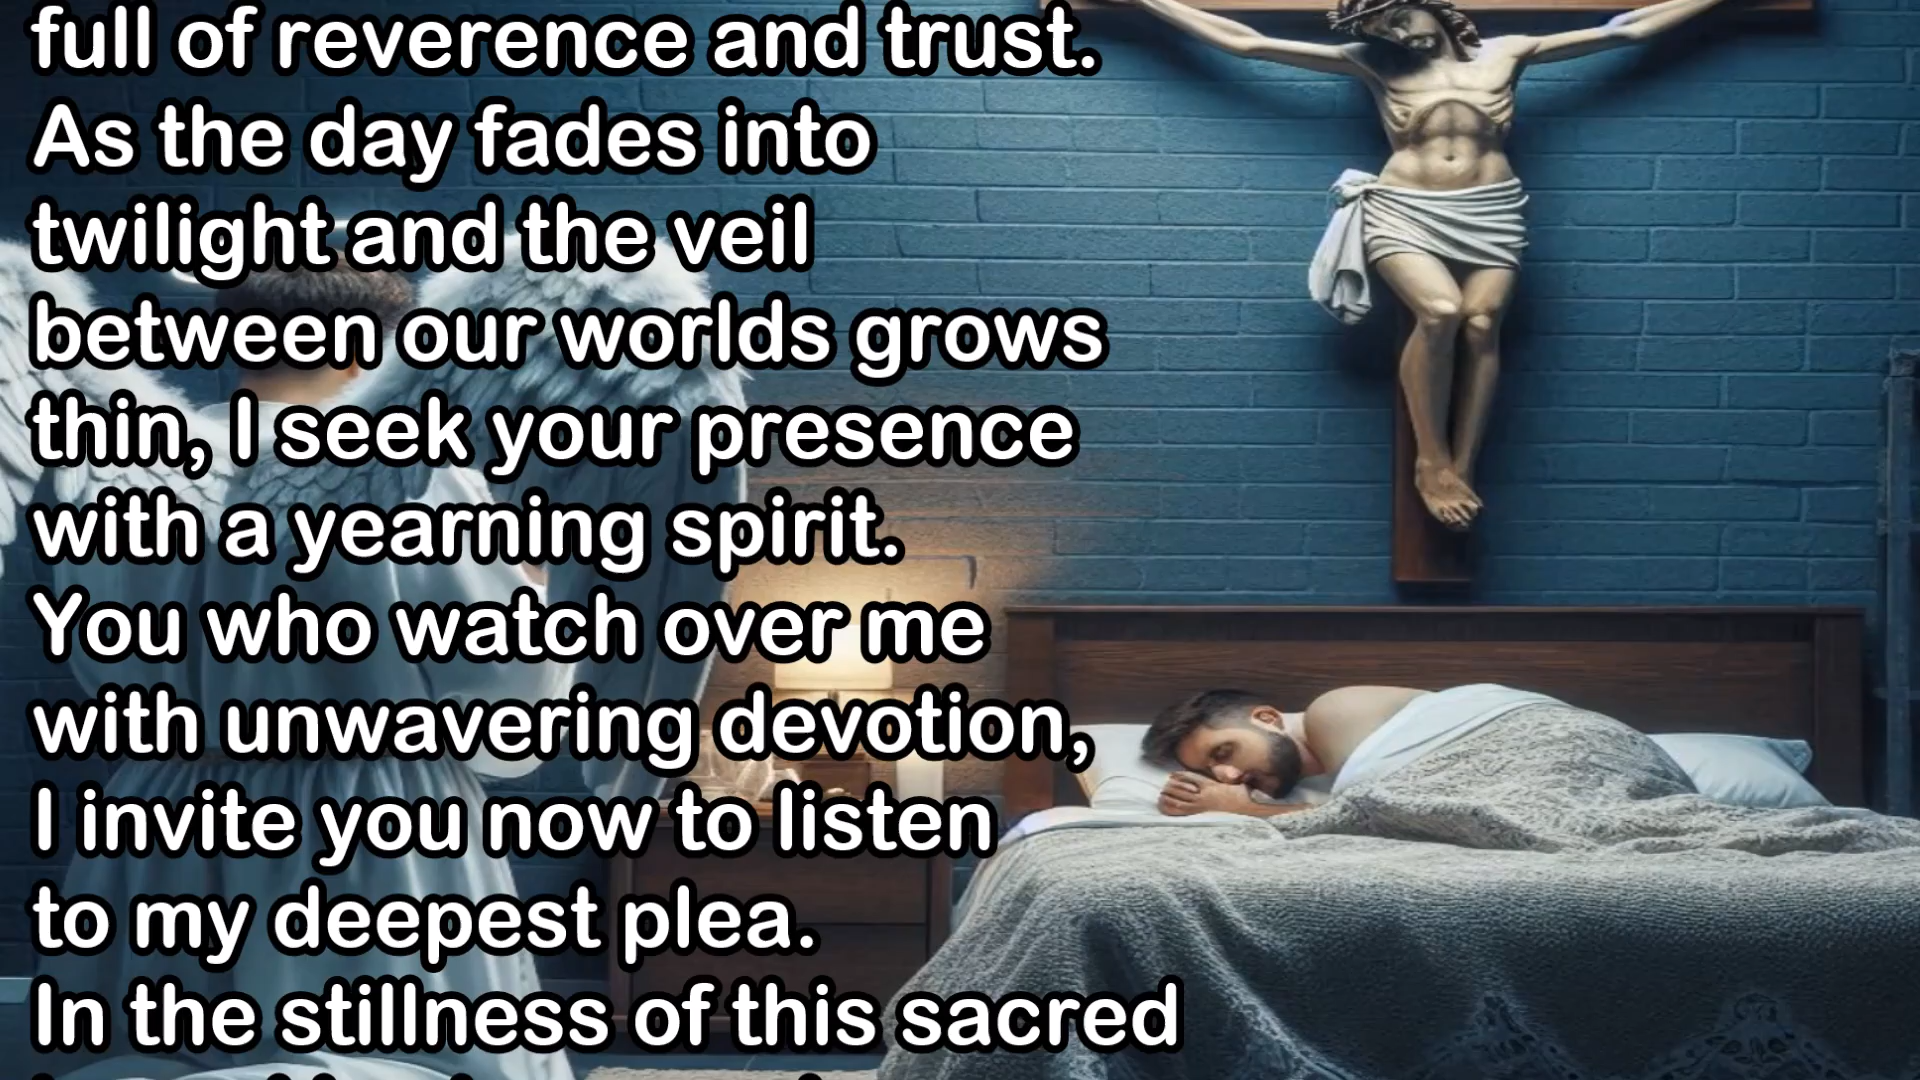 full of reverence and trust.
As the day fades into
twilight and the veil
between our worlds grows
thin, I seek your presence
with a yearning spirit.
You who watch over me
with unwavering devotion,
I invite you now to listen
to my deepest plea.
In the stillness of this sacred